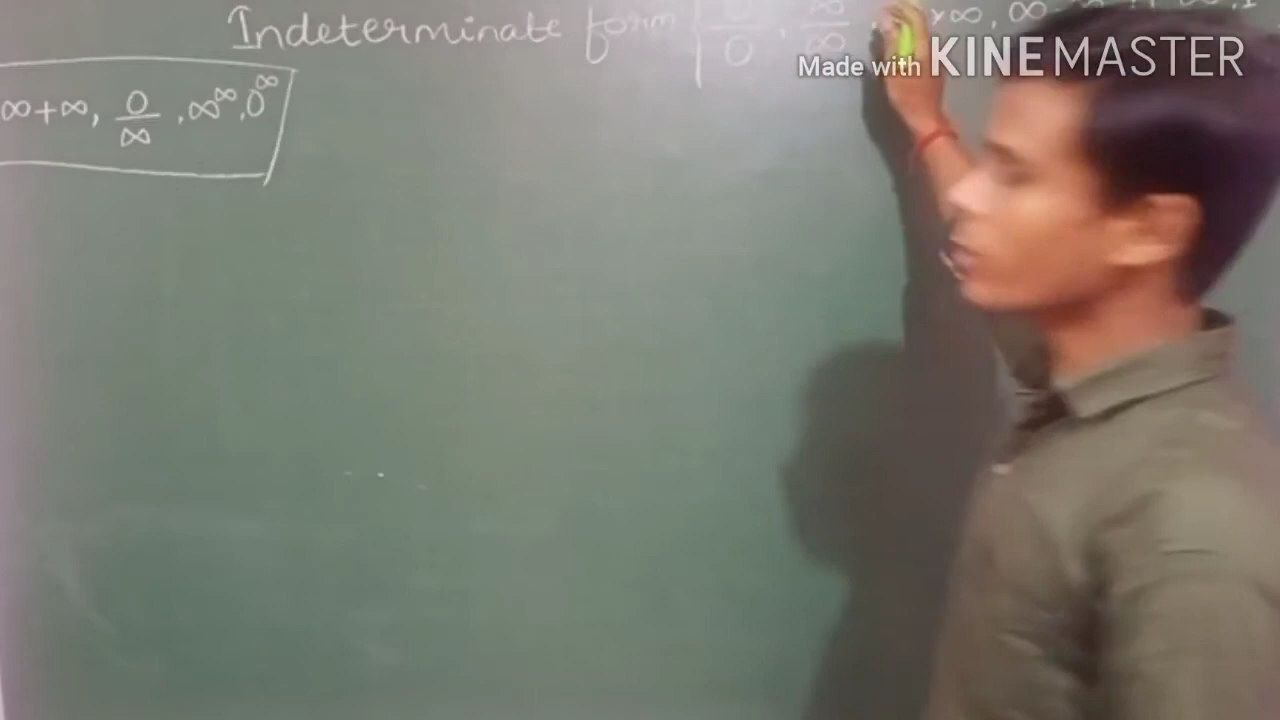 Indeterminate form { 0/0, ∞/∞, ×∞, ∞
Made with KINEMASTER
∞+∞, 0/∞, ∞^∞, 0^∞